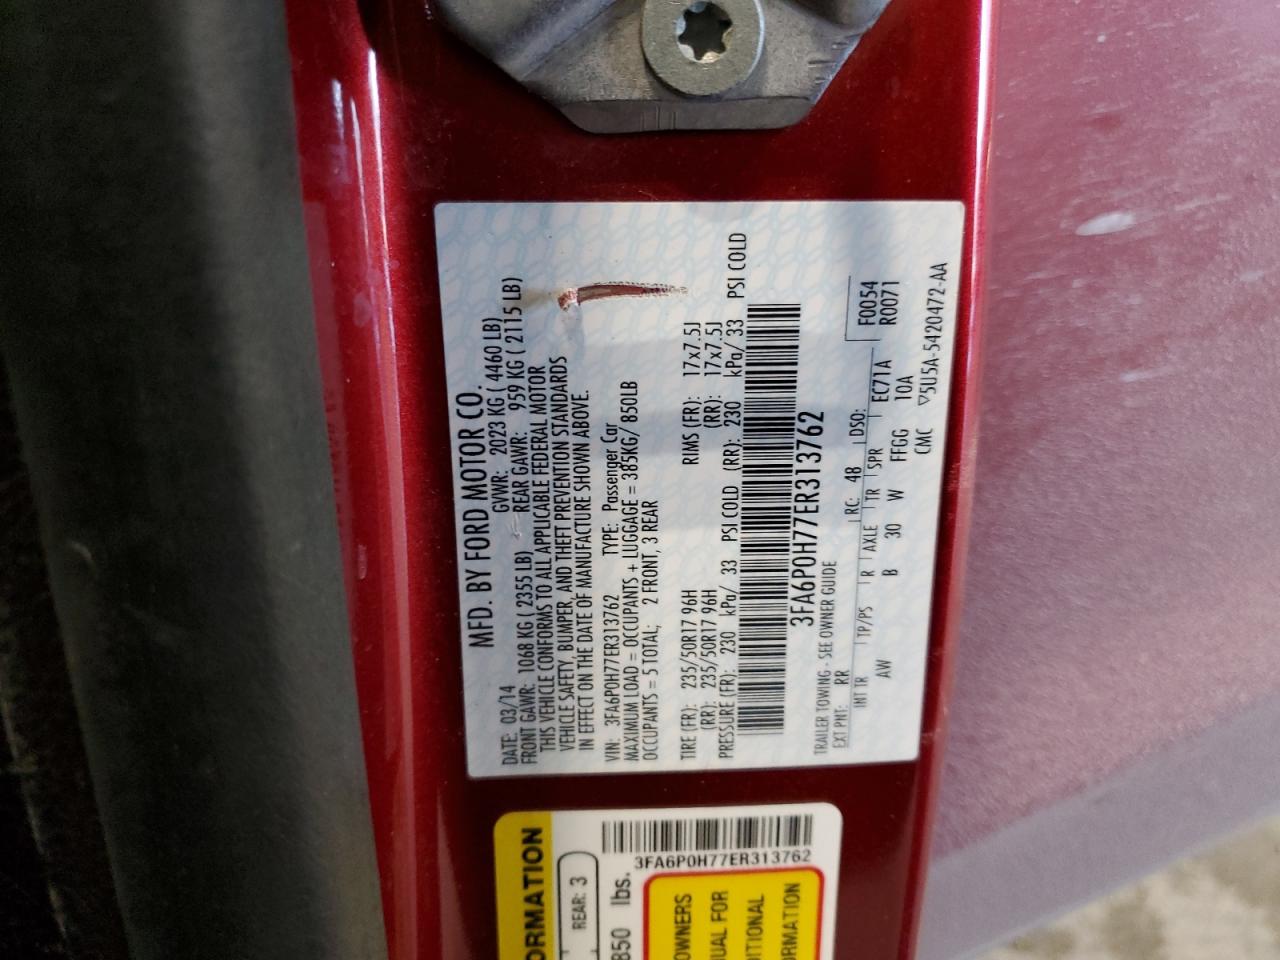 MFD. BY FORD MOTOR CO.
DATE: 03/14 GVWR: 2023 KG ( 4460 LB)
FRONT GAWR: 1068 KG ( 2355 LB) REAR GAWR: 959 KG ( 2115 LB)
THIS VEHICLE CONFORMS TO ALL APPLICABLE FEDERAL MOTOR
VEHICLE SAFETY, BUMPER, AND THEFT PREVENTION STANDARDS
IN EFFECT ON THE DATE OF MANUFACTURE SHOWN ABOVE.
VIN: 3FA6P0H77ER313762 TYPE: Passenger Car
MAXIMUM LOAD = OCCUPANTS + LUGGAGE = 385KG/ 850LB
OCCUPANTS = 5 TOTAL; 2 FRONT, 3 REAR
TIRE (FR): 235/50R17 96H RIMS (FR): 17x7.5J
(RR): 235/50R17 96H (RR): 17x7.5J
PRESSURE (FR): 230 kPa/ 33 PSI COLD (RR): 230 kPa/ 33 PSI COLD
3FA6P0H77ER313762
TRAILER TOWING - SEE OWNER GUIDE
EXT PNT: RR RC: 48 DSO: F0054
R0071
INT TR TP/PS R AXLE TR SPR EC71A
AW B 30 W FFGG 10A
CMC ▽5U5A-5420472-AA
ORMATION
REAR: 3
850 lbs.
3FA6P0H77ER313762
OWNERS
UAL FOR
ITIONAL
ORMATION